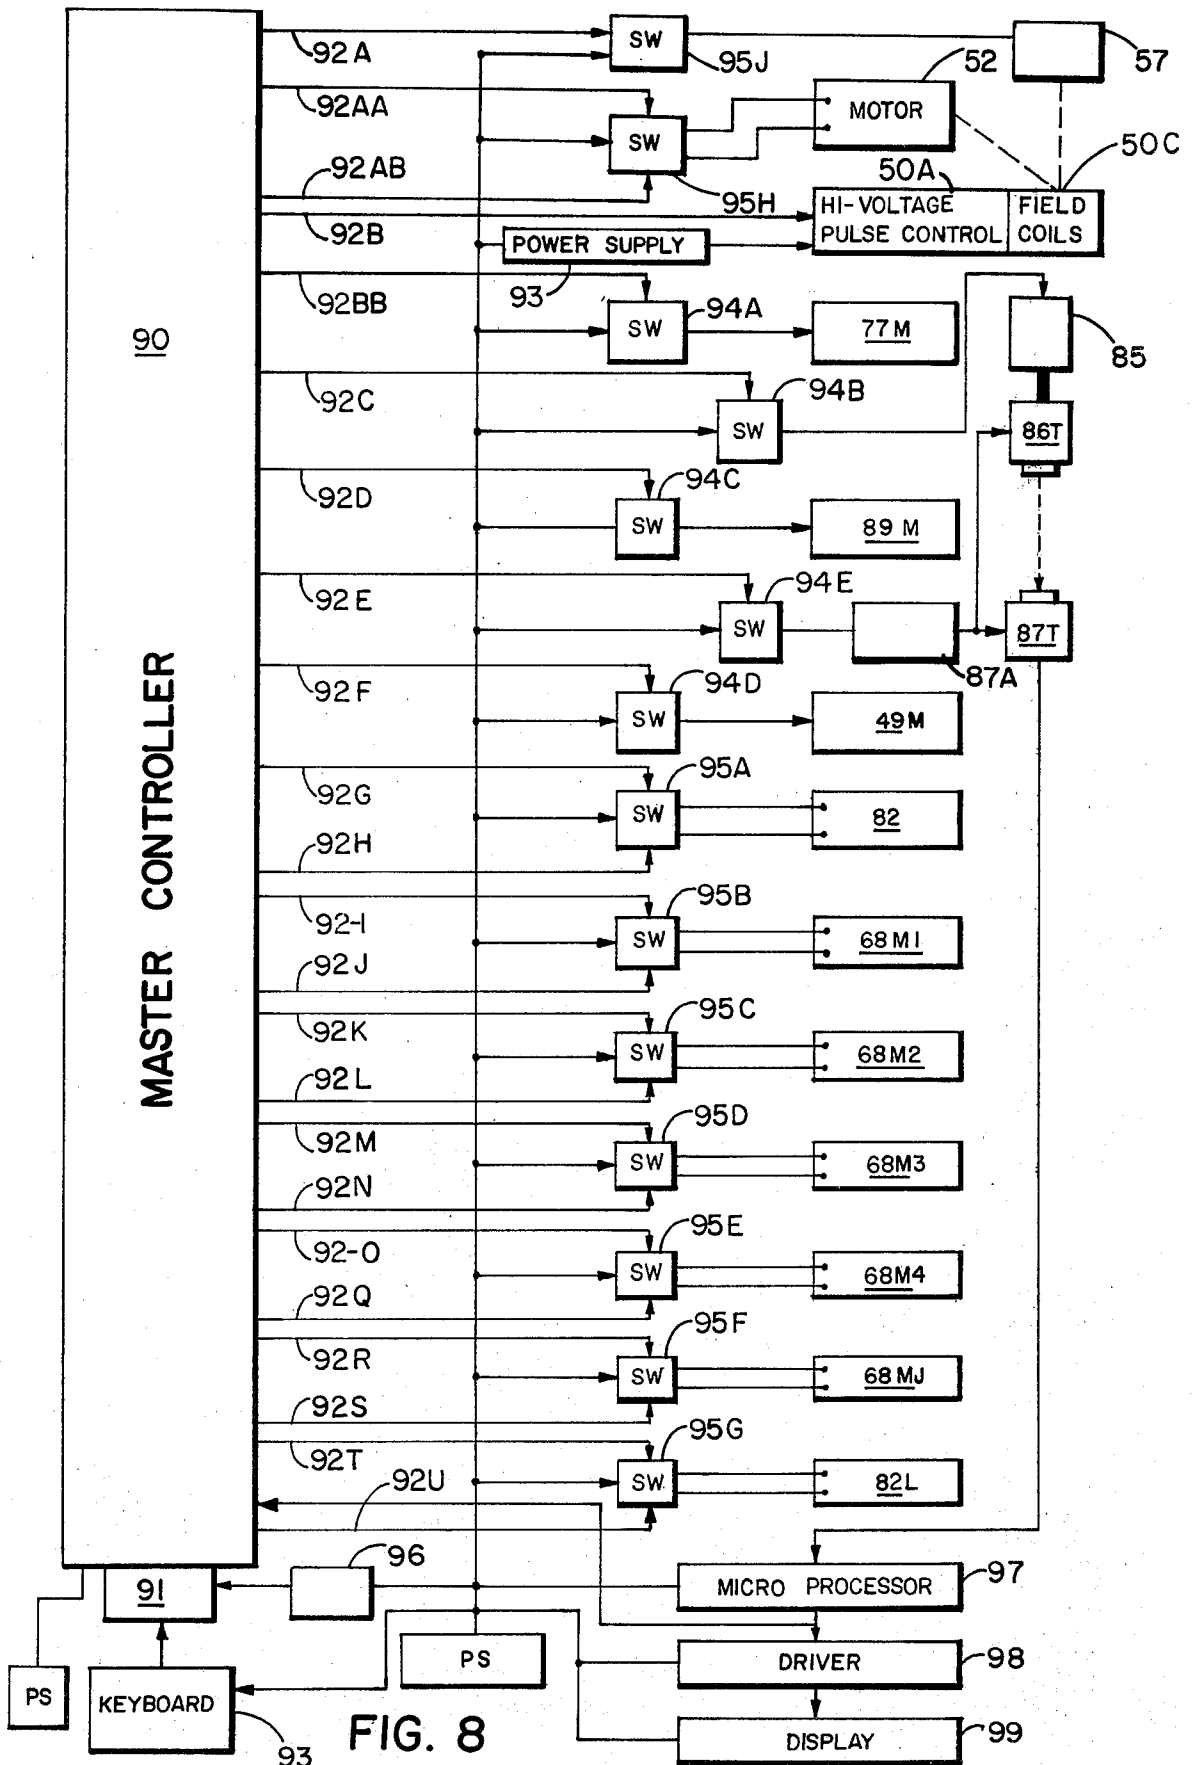 92A
SW
95J
57
92AA
SW
95H
MOTOR
52
92AB
50A
50C
92B
HI-VOLTAGE
PULSE CONTROL
FIELD
COILS
POWER SUPPLY
93
92BB
SW
94A
77M
85
90
92C
SW
94B
86T
92D
SW
94C
89M
92E
SW
94E
87A
87T
MASTER CONTROLLER
92F
SW
94D
49M
92G
SW
95A
82
92H
92-I
SW
95B
68M1
92J
92K
SW
95C
68M2
92L
92M
SW
95D
68M3
92N
92-O
SW
95E
68M4
92Q
92R
SW
95F
68MJ
92S
92T
SW
95G
82L
92U
91
96
MICRO PROCESSOR
97
PS
PS
DRIVER
98
KEYBOARD
93
DISPLAY
99
FIG. 8